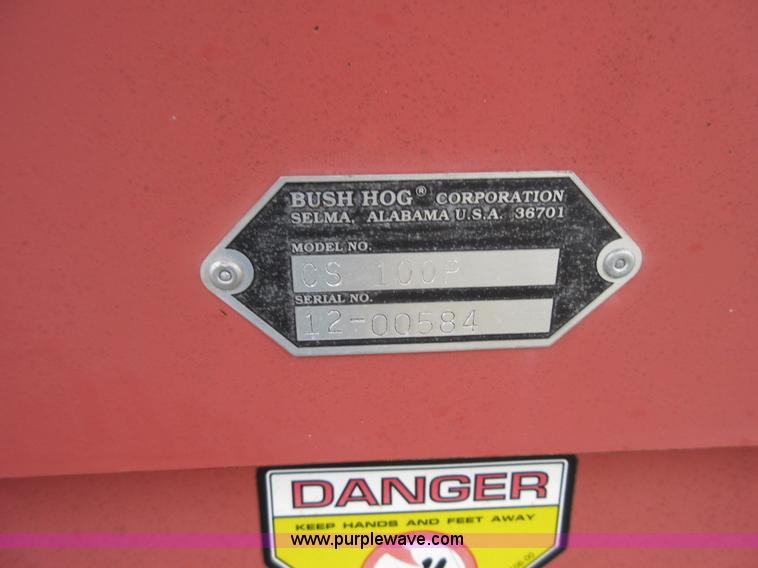 BUSH HOG® CORPORATION
SELMA, ALABAMA U.S.A. 36701
MODEL NO.
CS 100P
SERIAL NO.
12-00584
DANGER
KEEP HANDS AND FEET AWAY
www.purplewave.com